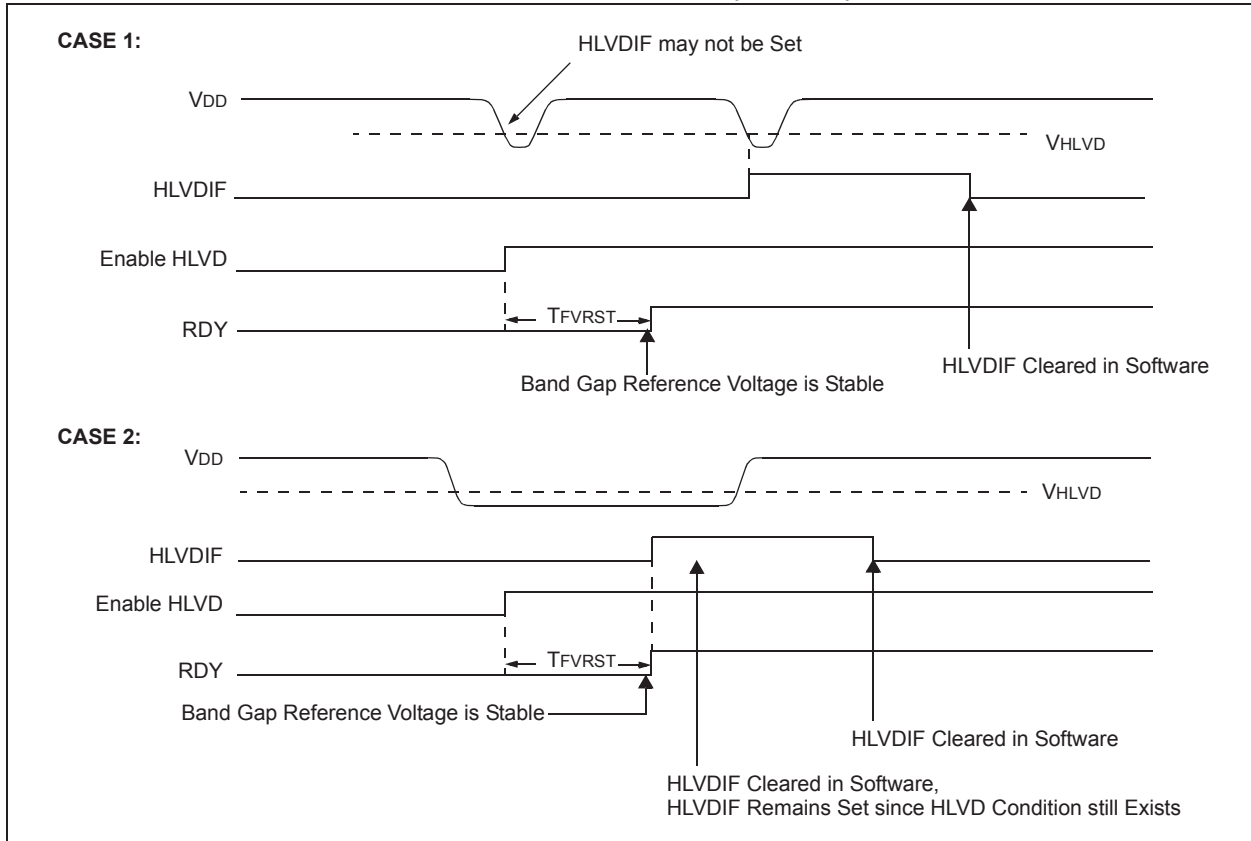 CASE 1:
HLVDIF may not be Set
VDD
VHLVD
HLVDIF
Enable HLVD
TFVRST
RDY
HLVDIF Cleared in Software
Band Gap Reference Voltage is Stable
CASE 2:
VDD
VHLVD
HLVDIF
Enable HLVD
TFVRST
RDY
Band Gap Reference Voltage is Stable
HLVDIF Cleared in Software
HLVDIF Cleared in Software,
HLVDIF Remains Set since HLVD Condition still Exists